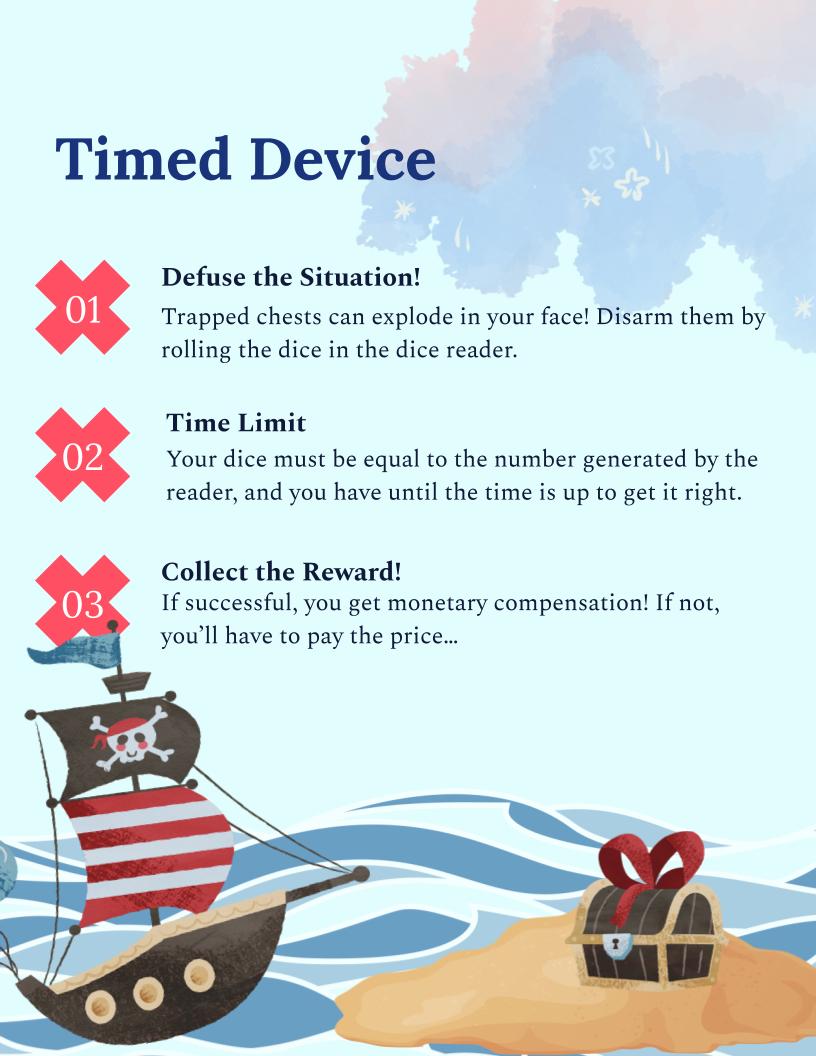 Timed Device
01
Defuse the Situation!
Trapped chests can explode in your face! Disarm them by
rolling the dice in the dice reader.
02
Time Limit
Your dice must be equal to the number generated by the
reader, and you have until the time is up to get it right.
03
Collect the Reward!
If successful, you get monetary compensation! If not,
you’ll have to pay the price...